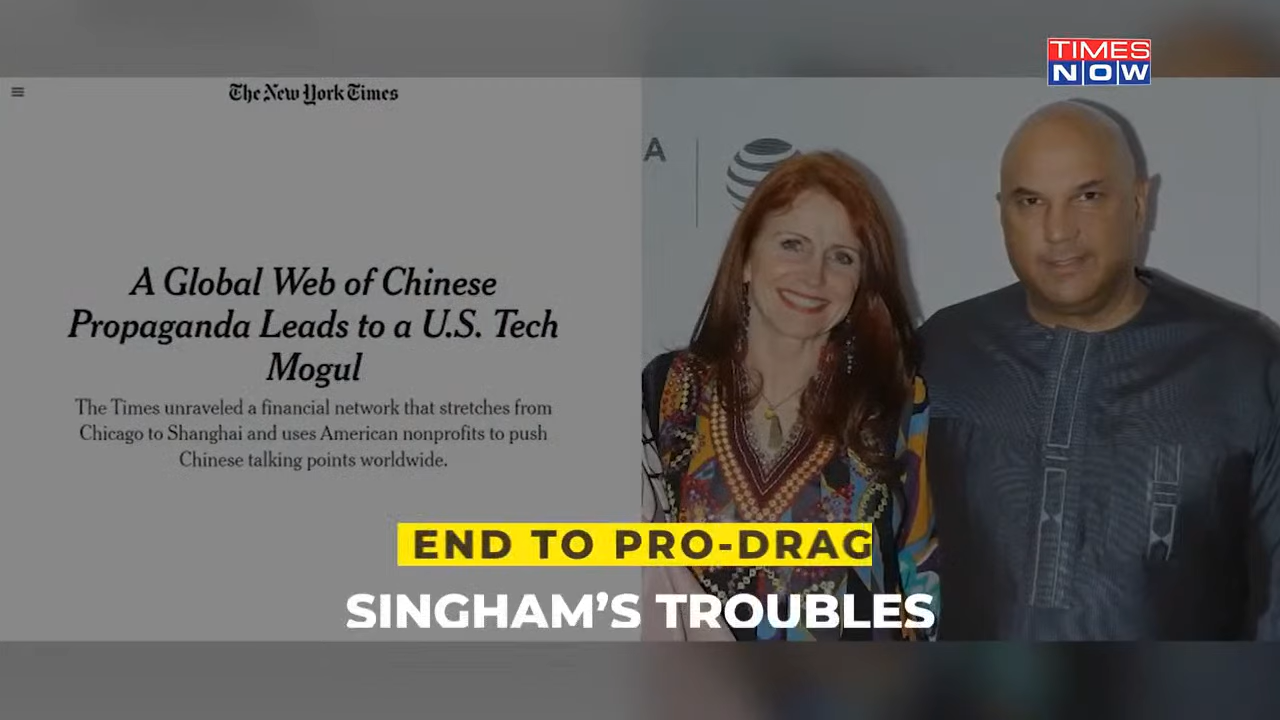 TIMES
NOW
The New York Times
A Global Web of Chinese
Propaganda Leads to a U.S. Tech
Mogul
The Times unraveled a financial network that stretches from
Chicago to Shanghai and uses American nonprofits to push
Chinese talking points worldwide.
A
END TO PRO-DRAG
SINGHAM'S TROUBLES